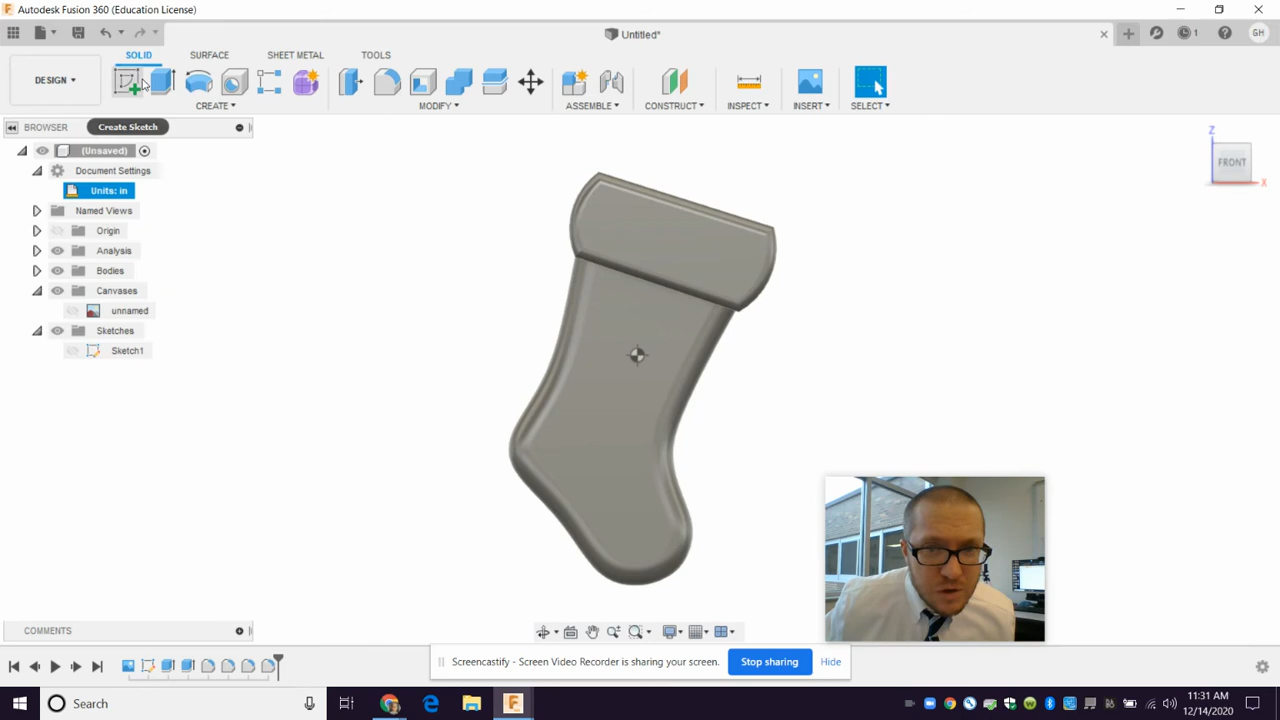 Autodesk Fusion 360 (Education License)
Untitled*
1
GH
DESIGN
SOLID
SURFACE
SHEET METAL
TOOLS
CREATE
MODIFY
ASSEMBLE
CONSTRUCT
INSPECT
INSERT
SELECT
BROWSER
Create Sketch
(Unsaved)
Document Settings
Units: in
Named Views
Origin
Analysis
Bodies
Canvases
unnamed
Sketches
Sketch1
Z
FRONT
X
COMMENTS
Screencastify - Screen Video Recorder is sharing your screen.
Stop sharing
Hide
Search
11:31 AM
12/14/2020